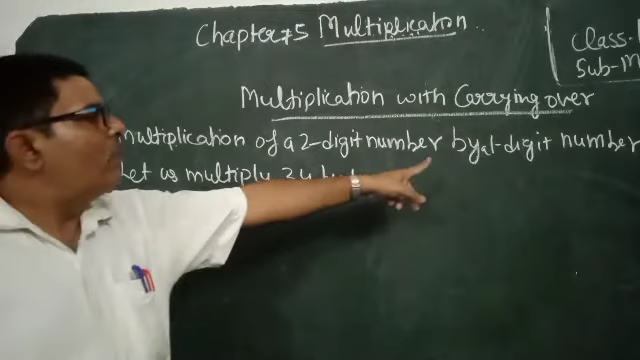 Chapter #5 Multiplication..
Class-
Sub-M
Multiplication with Carrying over
multiplication of a 2-digit number by a 1-digit number
Let us multiply 34